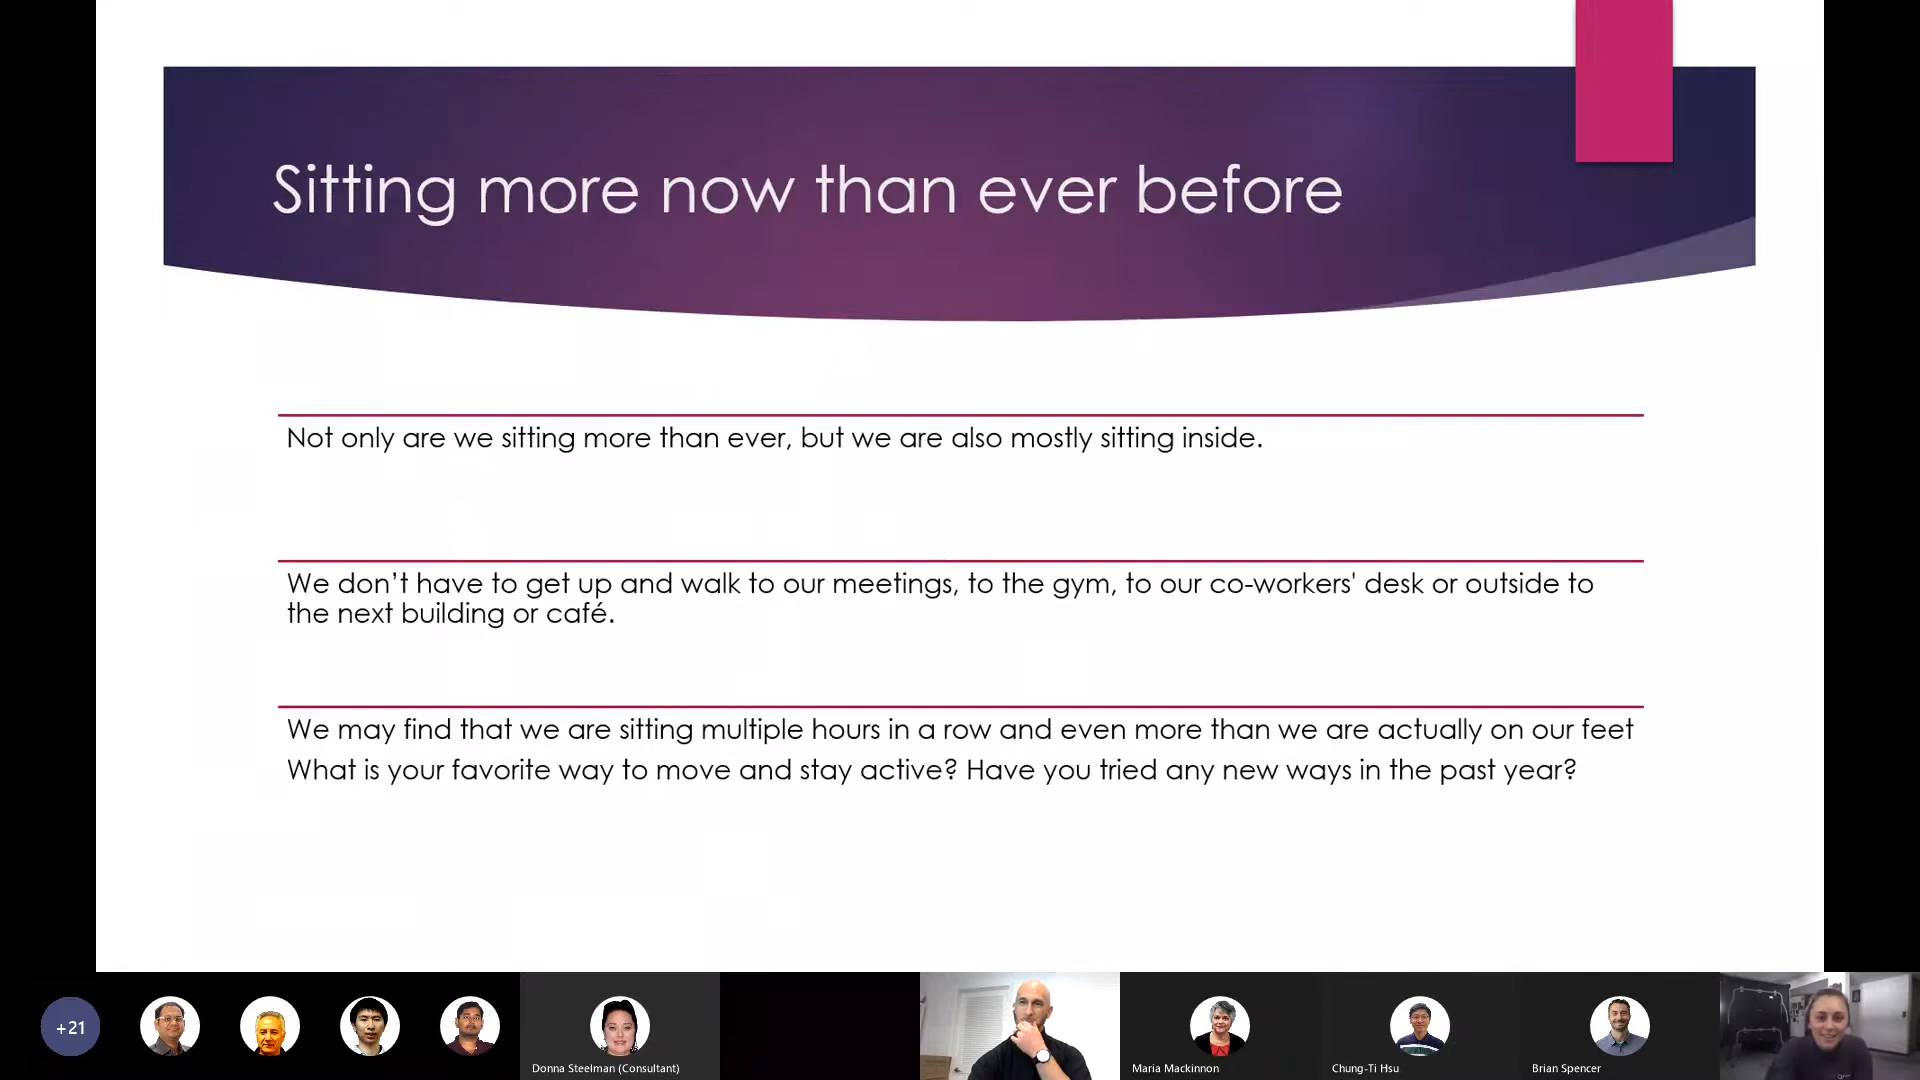 Sitting more now than ever before
Not only are we sitting more than ever, but we are also mostly sitting inside.
We don’t have to get up and walk to our meetings, to the gym, to our co-workers' desk or outside to
the next building or café.
We may find that we are sitting multiple hours in a row and even more than we are actually on our feet
What is your favorite way to move and stay active? Have you tried any new ways in the past year?
+21
Donna Steelman (Consultant)
Maria Mackinnon
Chung-Ti Hsu
Brian Spencer